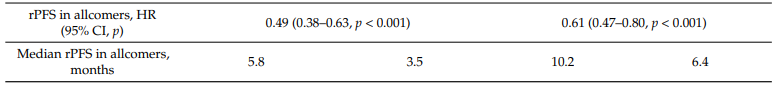 rPFS in allcomers, HR
(95% CI, p)
0.49 (0.38–0.63, p < 0.001)
0.61 (0.47–0.80, p < 0.001)
Median rPFS in allcomers,
months
5.8
3.5
10.2
6.4